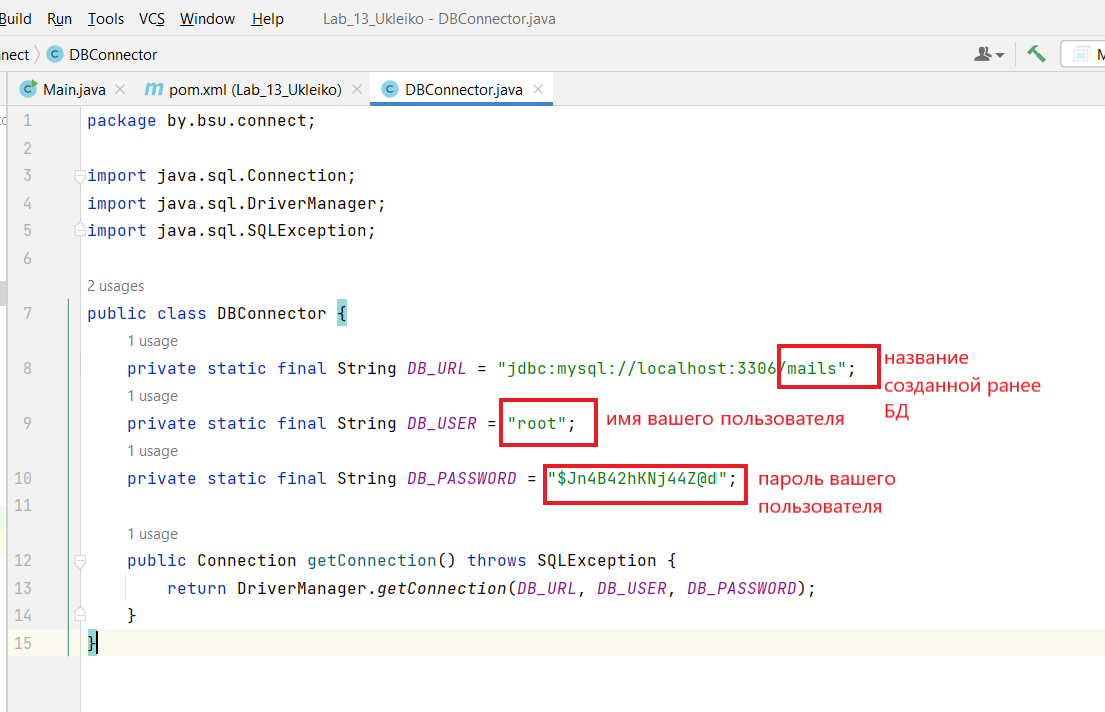 Build Run Tools VCS Window Help Lab_13_Ukleiko - DBConnector.java
nnect DBConnector
Main.java pom.xml (Lab_13_Ukleiko) DBConnector.java
1 package by.bsu.connect;
2
3 import java.sql.Connection;
4 import java.sql.DriverManager;
5 import java.sql.SQLException;
6
2 usages
7 public class DBConnector {
1 usage
8 private static final String DB_URL = "jdbc:mysql://localhost:3306/mails";
название
созданной ранее
БД
1 usage
9 private static final String DB_USER = "root";
имя вашего пользователя
1 usage
10 private static final String DB_PASSWORD = "$Jn4B42hKNj44Z@d";
пароль вашего
пользователя
11
1 usage
12 public Connection getConnection() throws SQLException {
13 return DriverManager.getConnection(DB_URL, DB_USER, DB_PASSWORD);
14 }
15 }